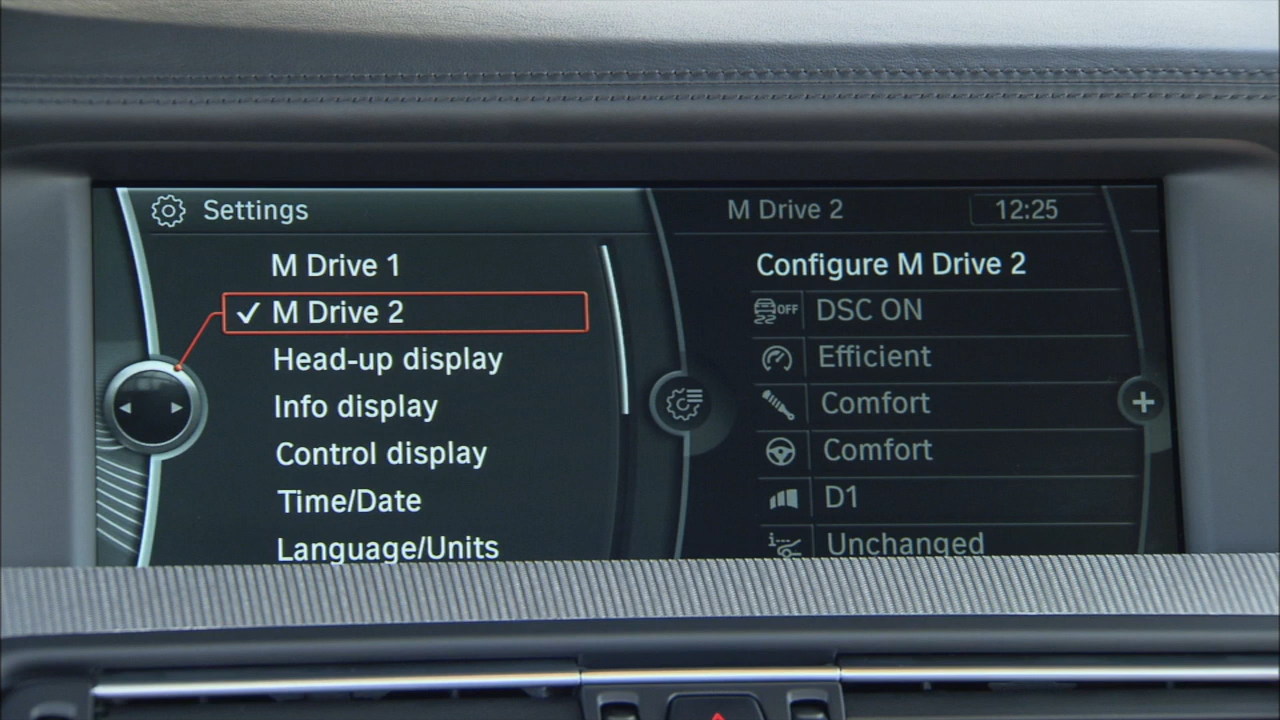 Settings
M Drive 1
✓ M Drive 2
Head-up display
Info display
Control display
Time/Date
Language/Units
M Drive 2
12:25
Configure M Drive 2
OFF DSC ON
Efficient
Comfort
Comfort
D1
Unchanged